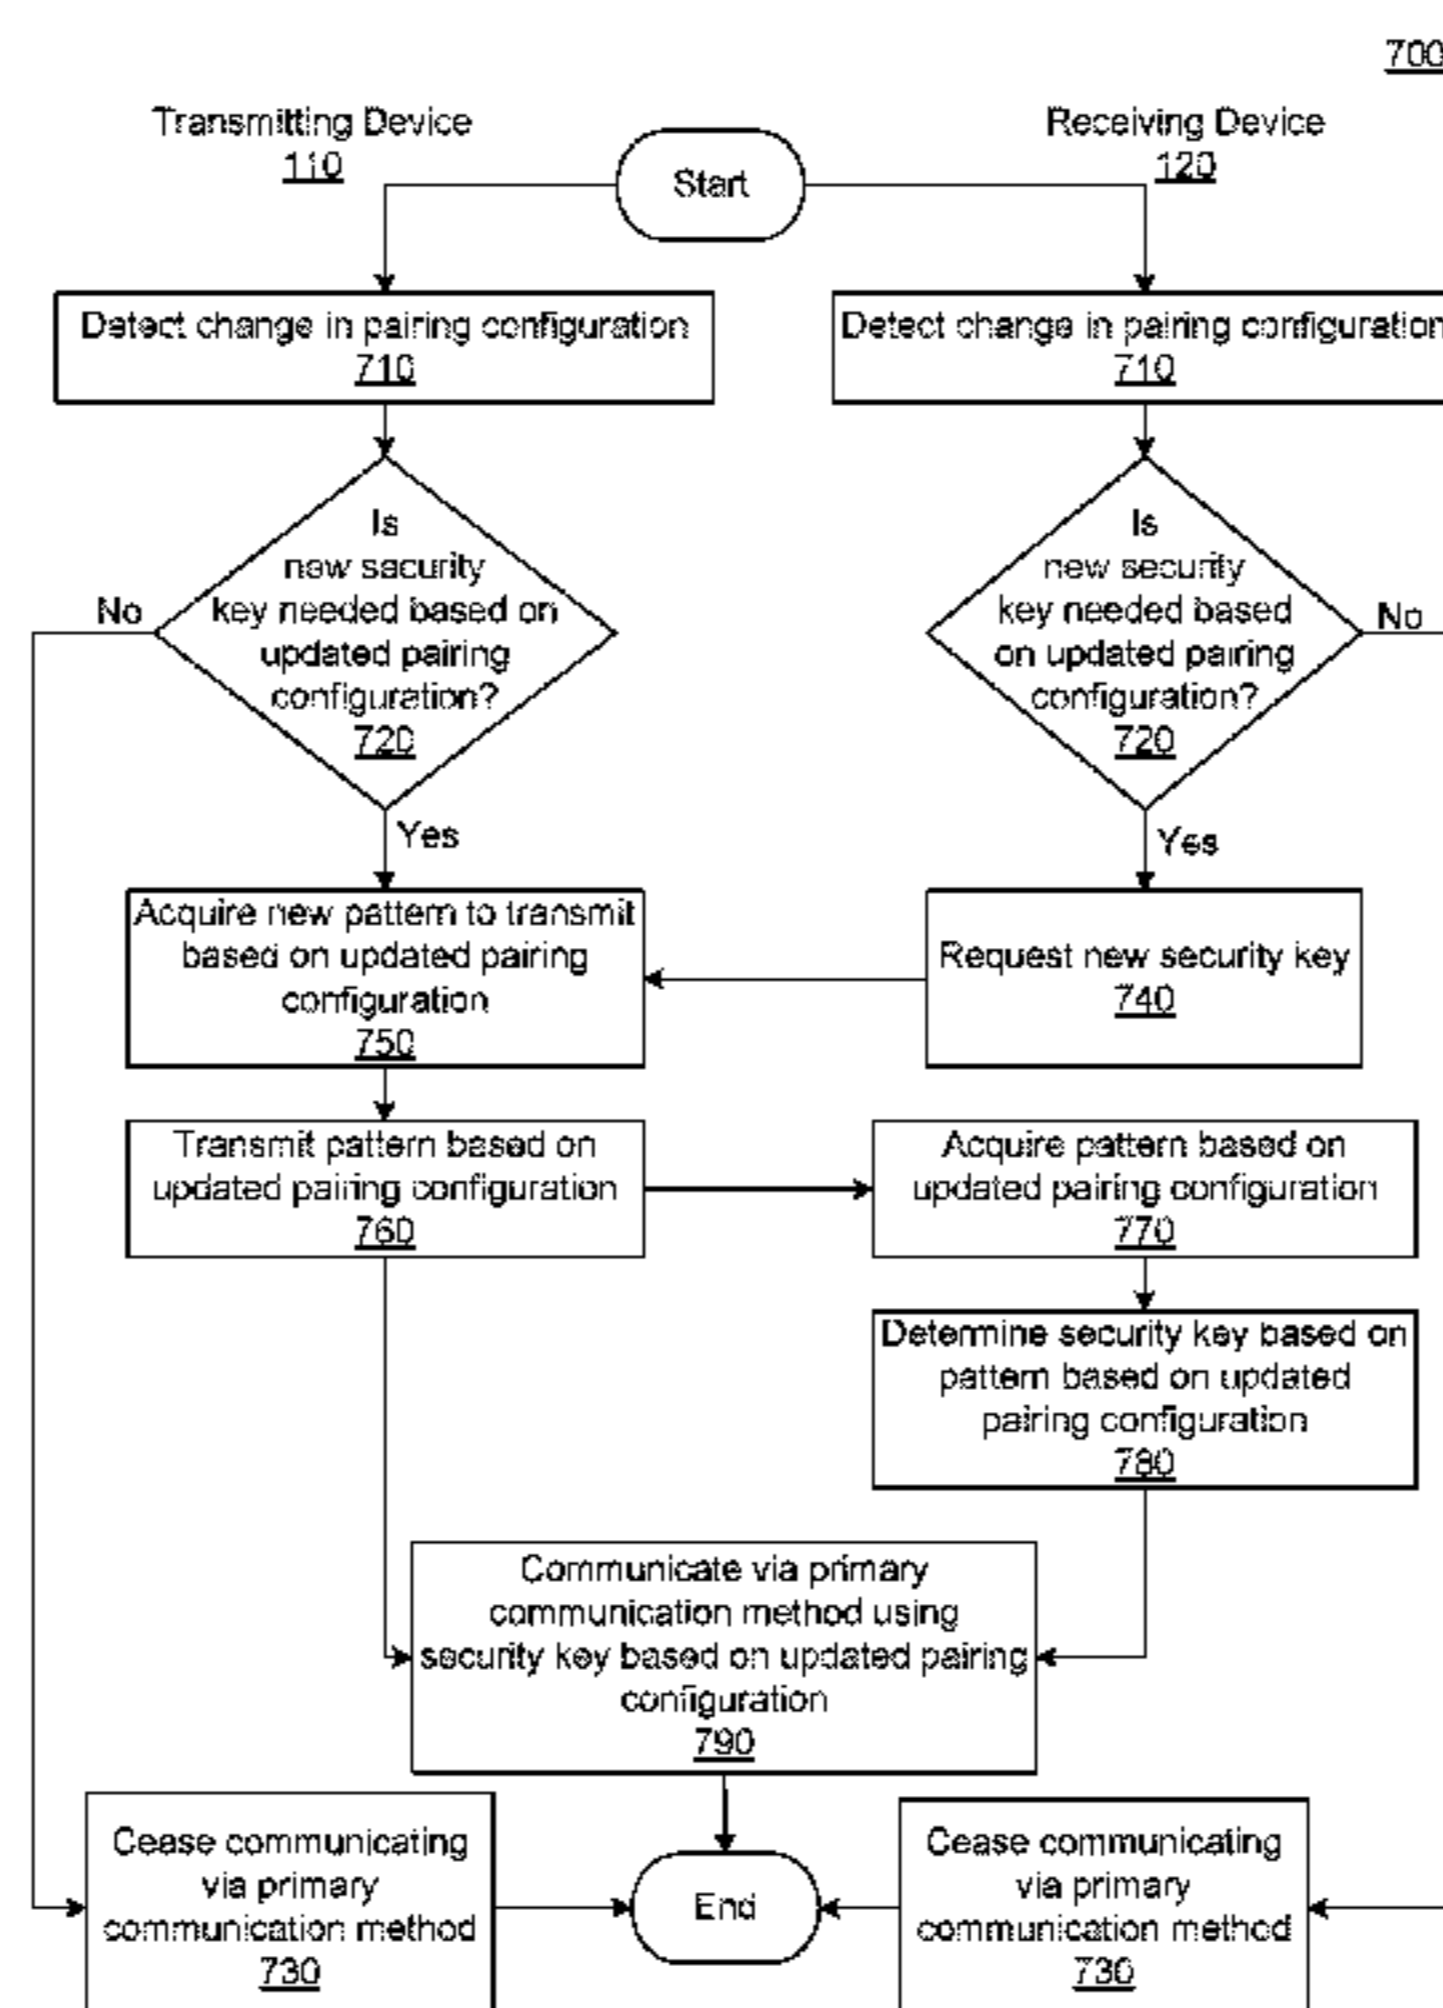 700
Transmitting Device
110
Start
Receiving Device
120
Detect change in pairing configuration
710
Detect change in pairing configuration
710
Is
new security
key needed based on
updated pairing
configuration?
720
No
Yes
Is
new security
key needed based
on updated pairing
configuration?
720
No
Yes
Acquire new pattern to transmit
based on updated pairing
configuration
750
Request new security key
740
Transmit pattern based on
updated pairing configuration
760
Acquire pattern based on
updated pairing configuration
770
Determine security key based on
pattern based on updated
pairing configuration
780
Communicate via primary
communication method using
security key based on updated pairing
configuration
790
Cease communicating
via primary
communication method
730
End
Cease communicating
via primary
communication method
730